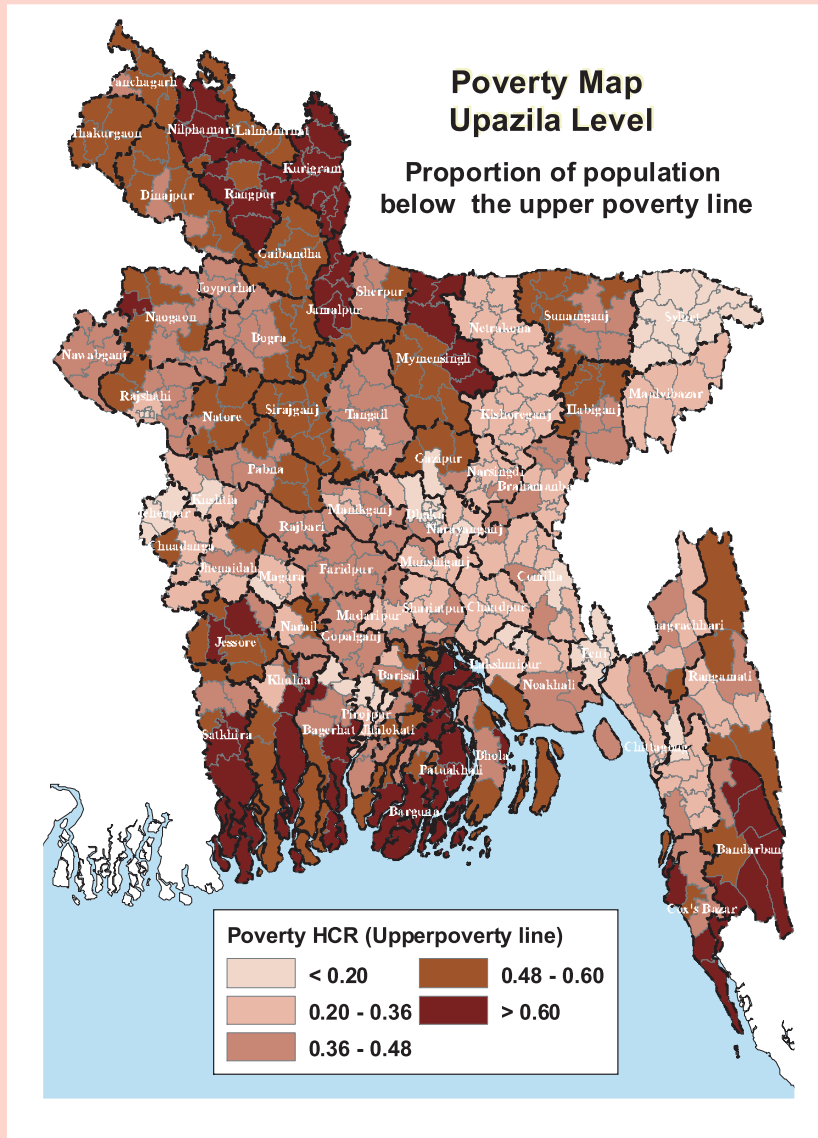 Poverty Map
Upazila Level
Proportion of population
below the upper poverty line
Panchagarh
Thakurgaon
Nilphamari
Lalmonirhat
Kurigram
Dinajpur
Rangpur
Gaibandha
Joypurhat
Sherpur
Jamalpur
Naogaon
Bogra
Netrakona
Sunamganj
Sylhet
Nawabganj
Mymensingh
Rajshahi
Natore
Sirajganj
Tangail
Kishoreganj
Habiganj
Maulvibazar
Pabna
Gazipur
Narsingdi
Brahamanba
Kushtia
Meherpur
Manikganj
Dhaka
Rajbari
Narayanganj
Chuadanga
Jhenaidah
Magura
Faridpur
Munshiganj
Comilla
Narail
Madaripur
Shariatpur
Chandpur
Gopalganj
Jessore
Khagrachhari
Khulna
Barisal
Lakshmipur
Feni
Noakhali
Rangamati
Pirojpur
Satkhira
Bagerhat
Jhalokati
Chittagong
Bhola
Patuakhali
Barguna
Bandarban
Cox's Bazar
Poverty HCR (Upperpoverty line)
< 0.20
0.48 - 0.60
0.20 - 0.36
> 0.60
0.36 - 0.48